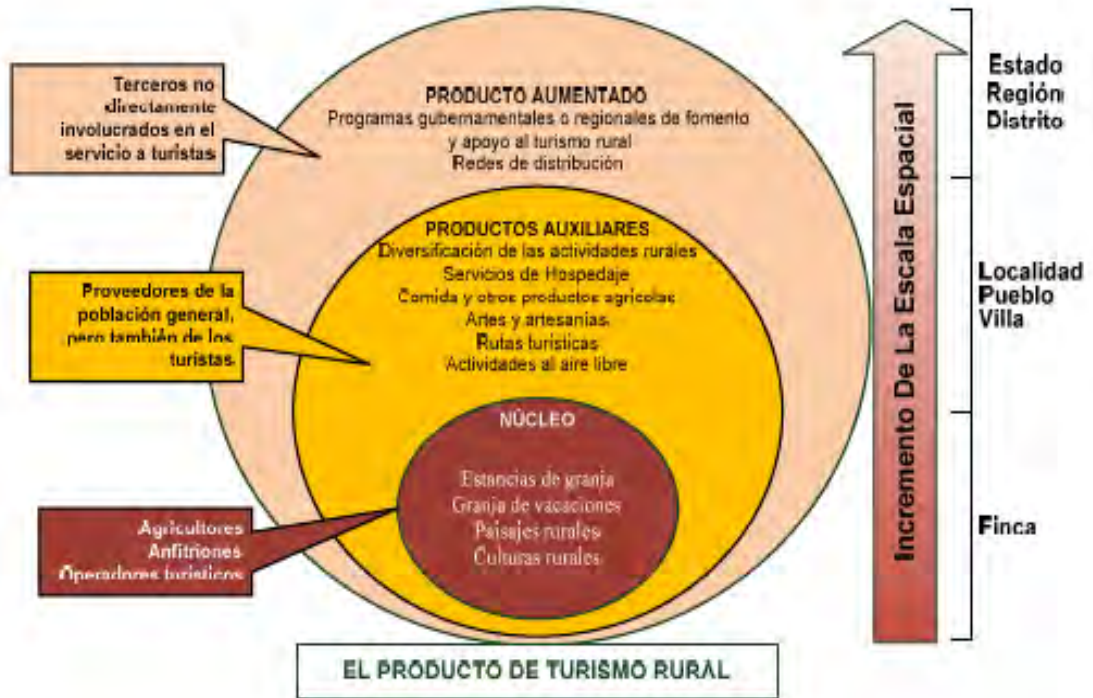 Terceros no
directamente
involucrados en el
servicio a turistas
PRODUCTO AUMENTADO
Programas gubernamentales o regionales de fomento
y apoyo al turismo rural
Redes de distribución
Proveedores de la
población general,
pero también de los
turistas
PRODUCTOS AUXILIARES
Diversificación de las actividades rurales
Servicios de Hospedaje
Comida y otros productos agrícolas
Artes y artesanías
Rutas turísticas
Actividades al aire libre
Agricultores
Anfitriones
Operadores turísticos
NÚCLEO
Estancias de granja
Granja de vacaciones
Paisajes rurales
Culturas rurales
Incremento De La Escala Espacial
Estado
Región
Distrito
Localidad
Pueblo
Villa
Finca
EL PRODUCTO DE TURISMO RURAL